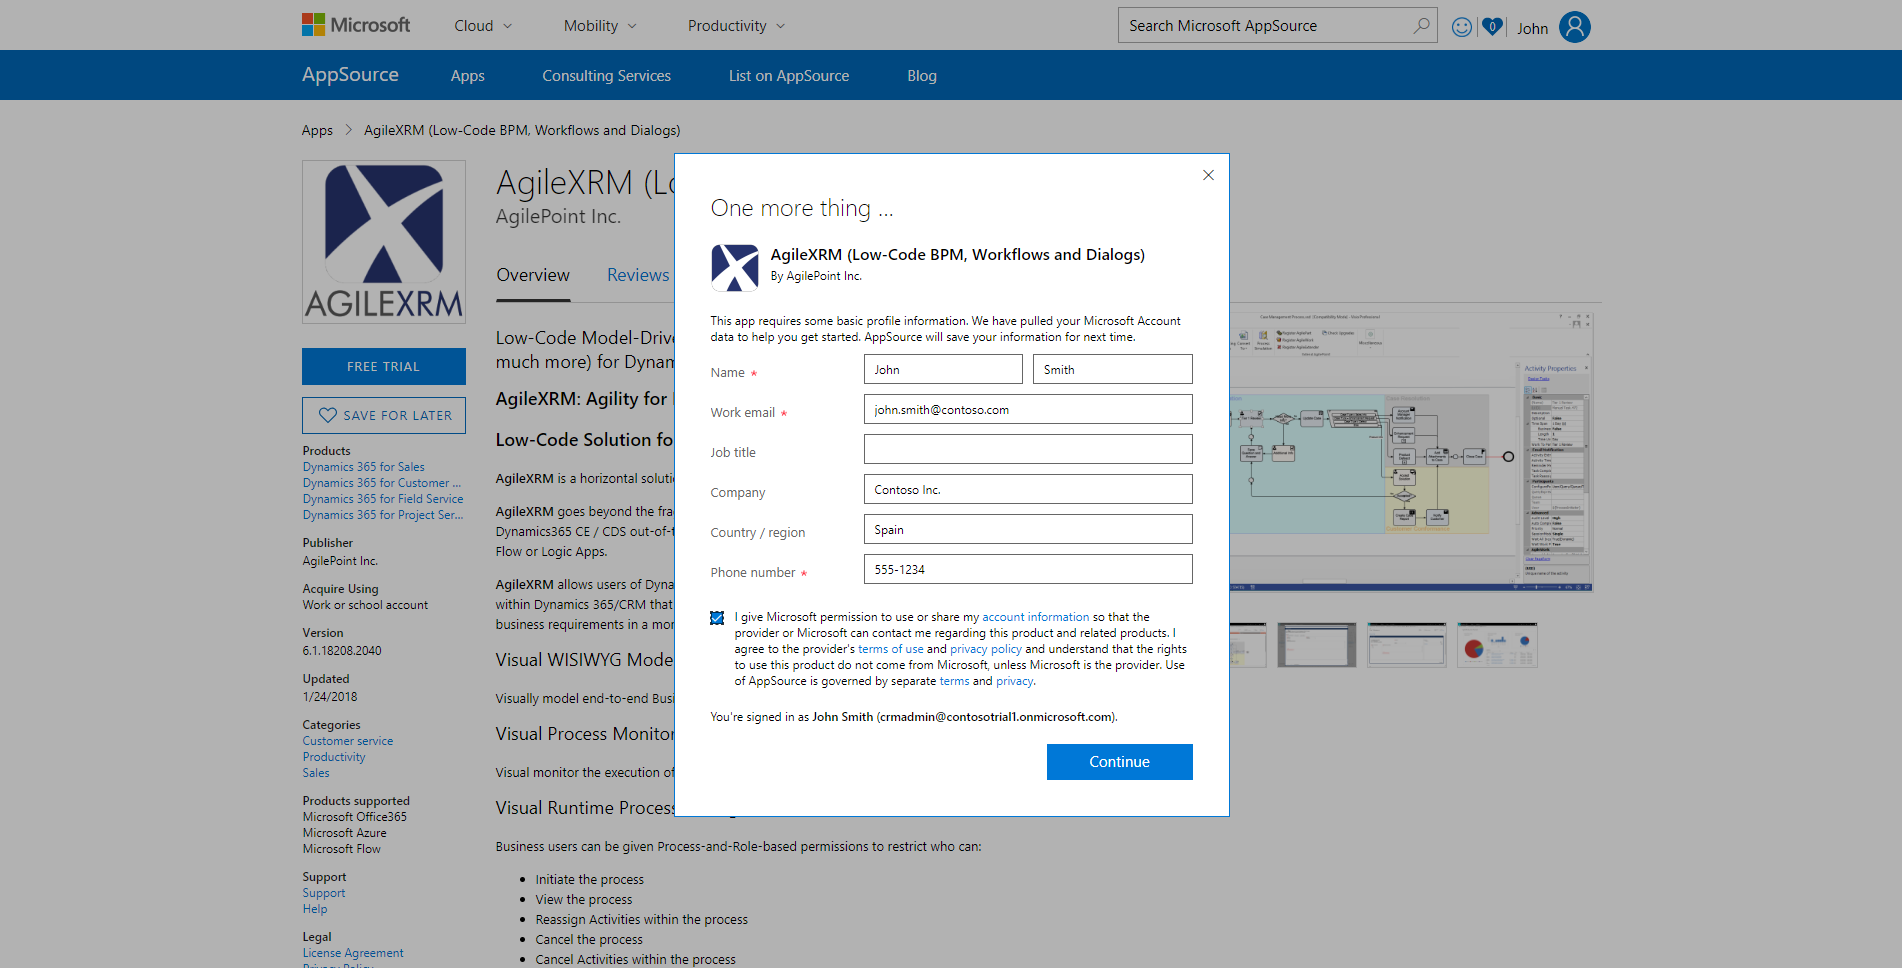 Microsoft
Cloud
Mobility
Productivity
Search Microsoft AppSource
0
John
AppSource
Apps
Consulting Services
List on AppSource
Blog
Apps
AgileXRM (Low-Code BPM, Workflows and Dialogs)
AGILEXRM
FREE TRIAL
SAVE FOR LATER
Products
Dynamics 365 for Sales
Dynamics 365 for Customer ...
Dynamics 365 for Field Service
Dynamics 365 for Project Ser...
Publisher
AgilePoint Inc.
Acquire Using
Work or school account
Version
6.1.18208.2040
Updated
1/24/2018
Categories
Customer service
Productivity
Sales
Products supported
Microsoft Office365
Microsoft Azure
Microsoft Flow
Support
Support
Help
Legal
License Agreement
Privacy Policy
AgileXRM (Lo
AgilePoint Inc.
Overview
Reviews
Low-Code Model-Drive
much more) for Dynam
AgileXRM: Agility for
Low-Code Solution fo
AgileXRM is a horizontal soluti
AgileXRM goes beyond the fra
Dynamics365 CE / CDS out-of-t
Flow or Logic Apps.
AgileXRM allows users of Dyna
within Dynamics 365/CRM that
business requirements in a mor
Visual WISIWYG Mode
Visually model end-to-end Busi
Visual Process Monitor
Visual monitor the execution of
Visual Runtime Process
Business users can be given Process-and-Role-based permissions to restrict who can:
Initiate the process
View the process
Reassign Activities within the process
Cancel the process
Cancel Activities within the process
One more thing ...
AgileXRM (Low-Code BPM, Workflows and Dialogs)
By AgilePoint Inc.
This app requires some basic profile information. We have pulled your Microsoft Account
data to help you get started. AppSource will save your information for next time.
Name *
John
Smith
Work email *
john.smith@contoso.com
Job title
Company
Contoso Inc.
Country / region
Spain
Phone number *
555-1234
I give Microsoft permission to use or share my account information so that the
provider or Microsoft can contact me regarding this product and related products. I
agree to the provider's terms of use and privacy policy and understand that the rights
to use this product do not come from Microsoft, unless Microsoft is the provider. Use
of AppSource is governed by separate terms and privacy.
You're signed in as John Smith (crmadmin@contosotrial1.onmicrosoft.com).
Continue
Activity Properties